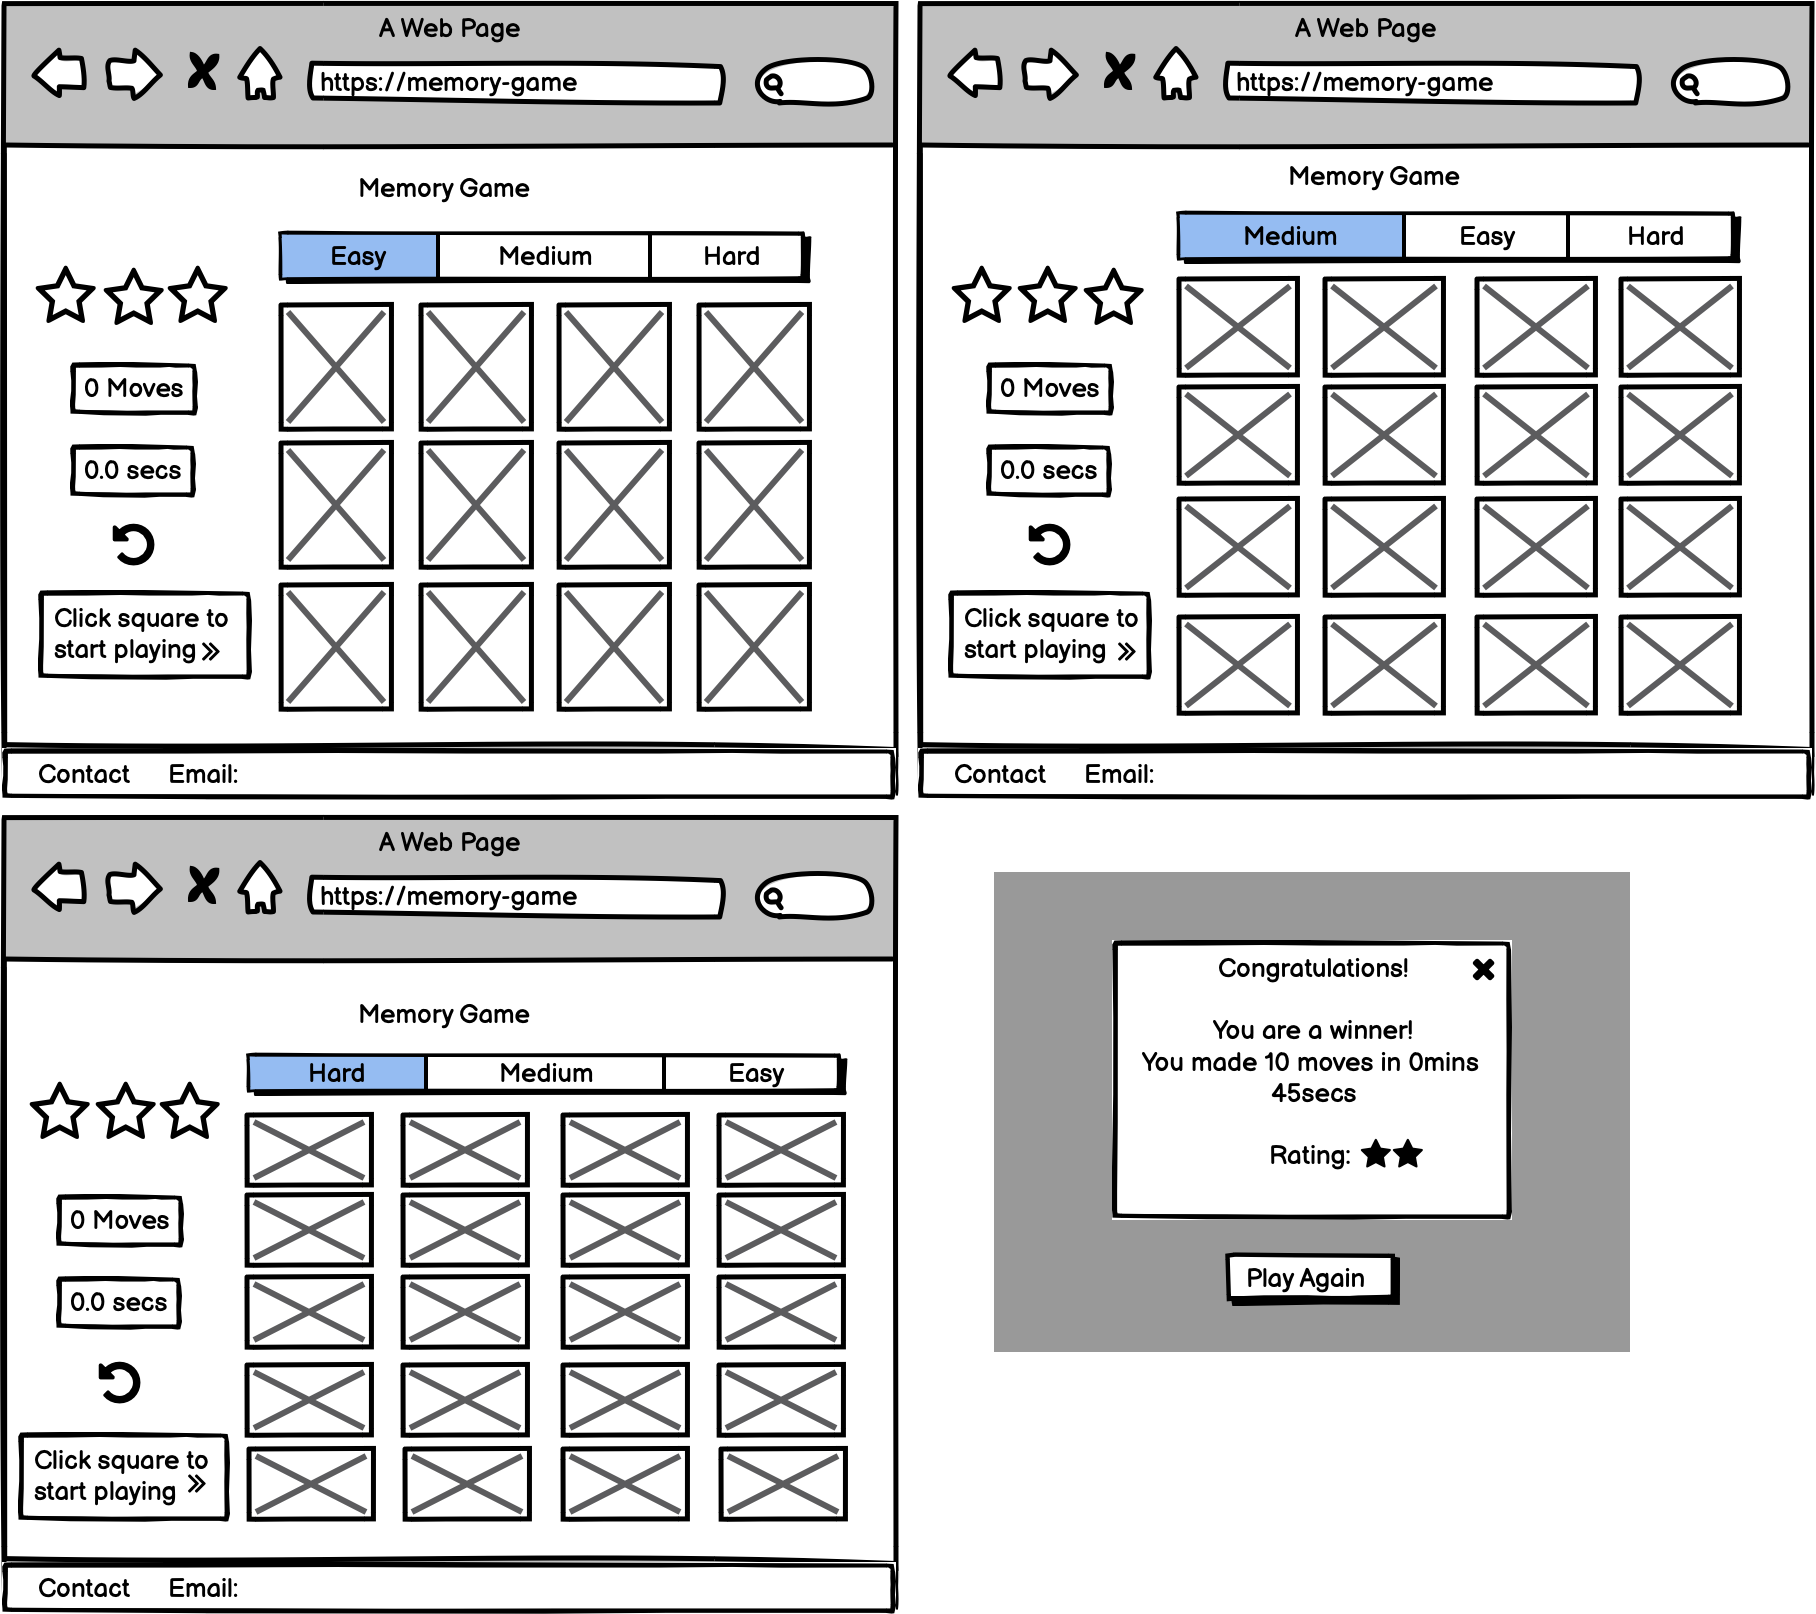 A Web Page
https://memory-game
Memory Game
Easy Medium Hard
0 Moves
0.0 secs
Click square to
start playing »
Contact Email:
A Web Page
https://memory-game
Memory Game
Medium Easy Hard
0 Moves
0.0 secs
Click square to
start playing »
Contact Email:
A Web Page
https://memory-game
Memory Game
Hard Medium Easy
0 Moves
0.0 secs
Click square to
start playing »
Contact Email:
Congratulations!
You are a winner!
You made 10 moves in 0mins
45secs
Rating: ★★
Play Again